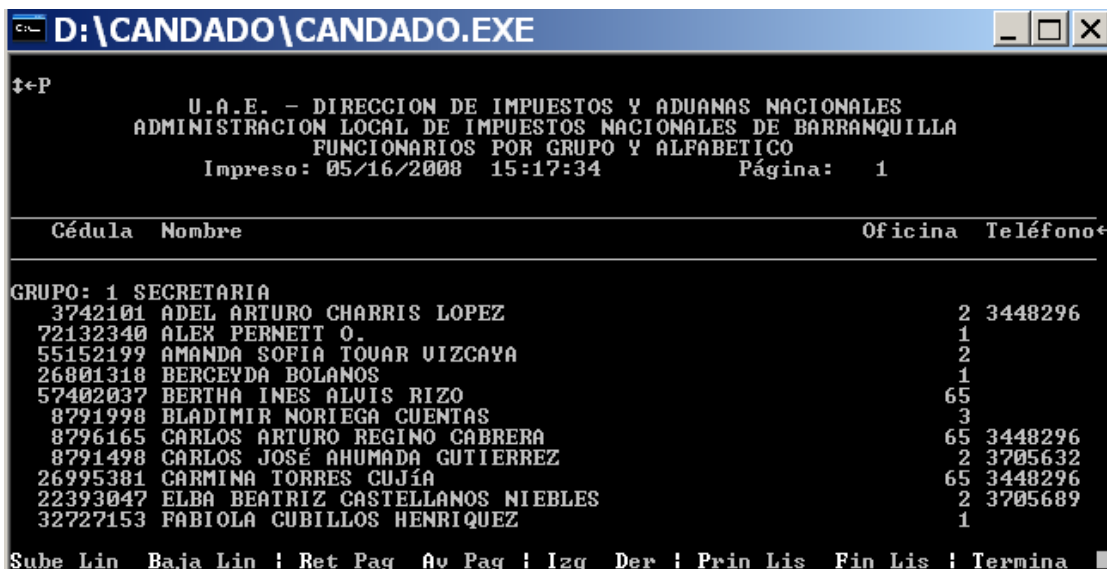 D:\CANDADO\CANDADO.EXE
↕←P
U.A.E. - DIRECCION DE IMPUESTOS Y ADUANAS NACIONALES
ADMINISTRACION LOCAL DE IMPUESTOS NACIONALES DE BARRANQUILLA
FUNCIONARIOS POR GRUPO Y ALFABETICO
Impreso: 05/16/2008 15:17:34 Página: 1
Cédula Nombre Oficina Teléfono←
GRUPO: 1 SECRETARIA
3742101 ADEL ARTURO CHARRIS LOPEZ 2 3448296
72132340 ALEX PERNETT O. 1
55152199 AMANDA SOFIA TOVAR VIZCAYA 2
26801318 BERCEYDA BOLANOS 1
57402037 BERTHA INES ALVIS RIZO 65
8791998 BLADIMIR NORIEGA CUENTAS 3
8796165 CARLOS ARTURO REGINO CABRERA 65 3448296
8791498 CARLOS JOSé AHUMADA GUTIERREZ 2 3705632
26995381 CARMINA TORRES CUJíA 65 3448296
22393047 ELBA BEATRIZ CASTELLANOS NIEBLES 2 3705689
32727153 FABIOLA CUBILLOS HENRIQUEZ 1
Sube Lin Baja Lin ¦ Ret Pag Av Pag ¦ Izq Der ¦ Prin Lis Fin Lis ¦ Termina